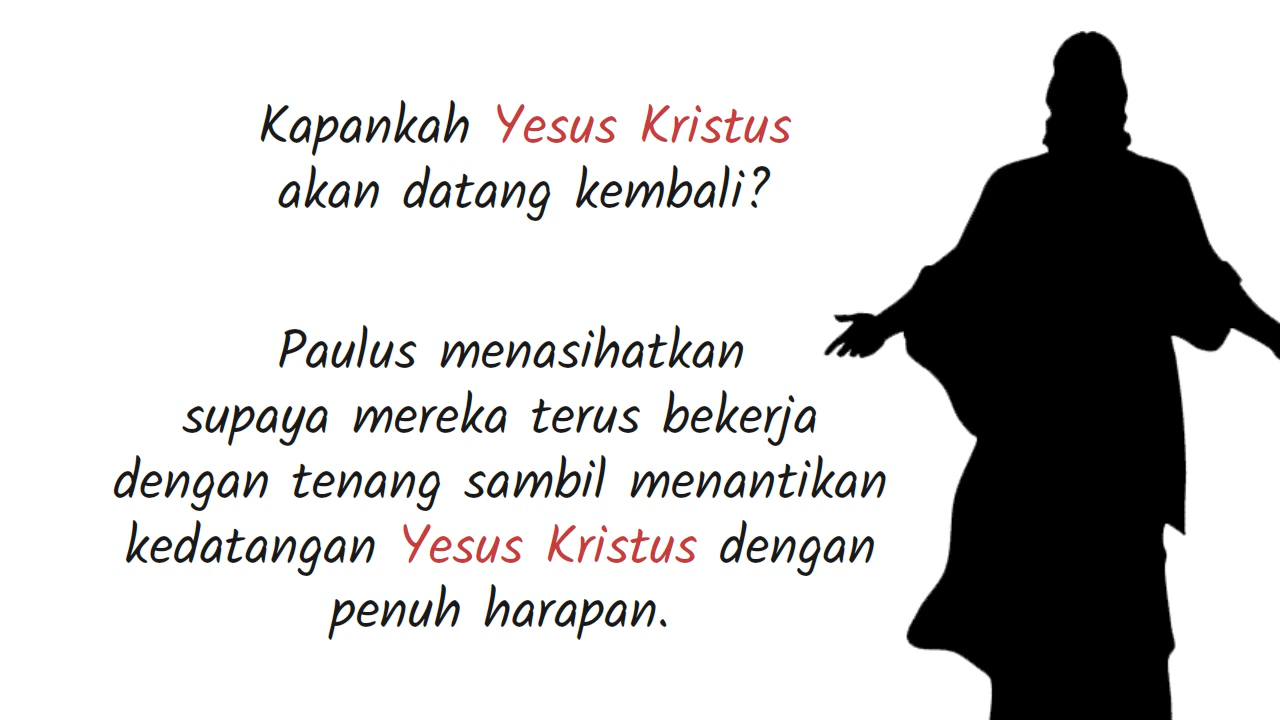 Kapankah Yesus Kristus
akan datang kembali?
Paulus menasihatkan
supaya mereka terus bekerja
dengan tenang sambil menantikan
kedatangan Yesus Kristus dengan
penuh harapan.